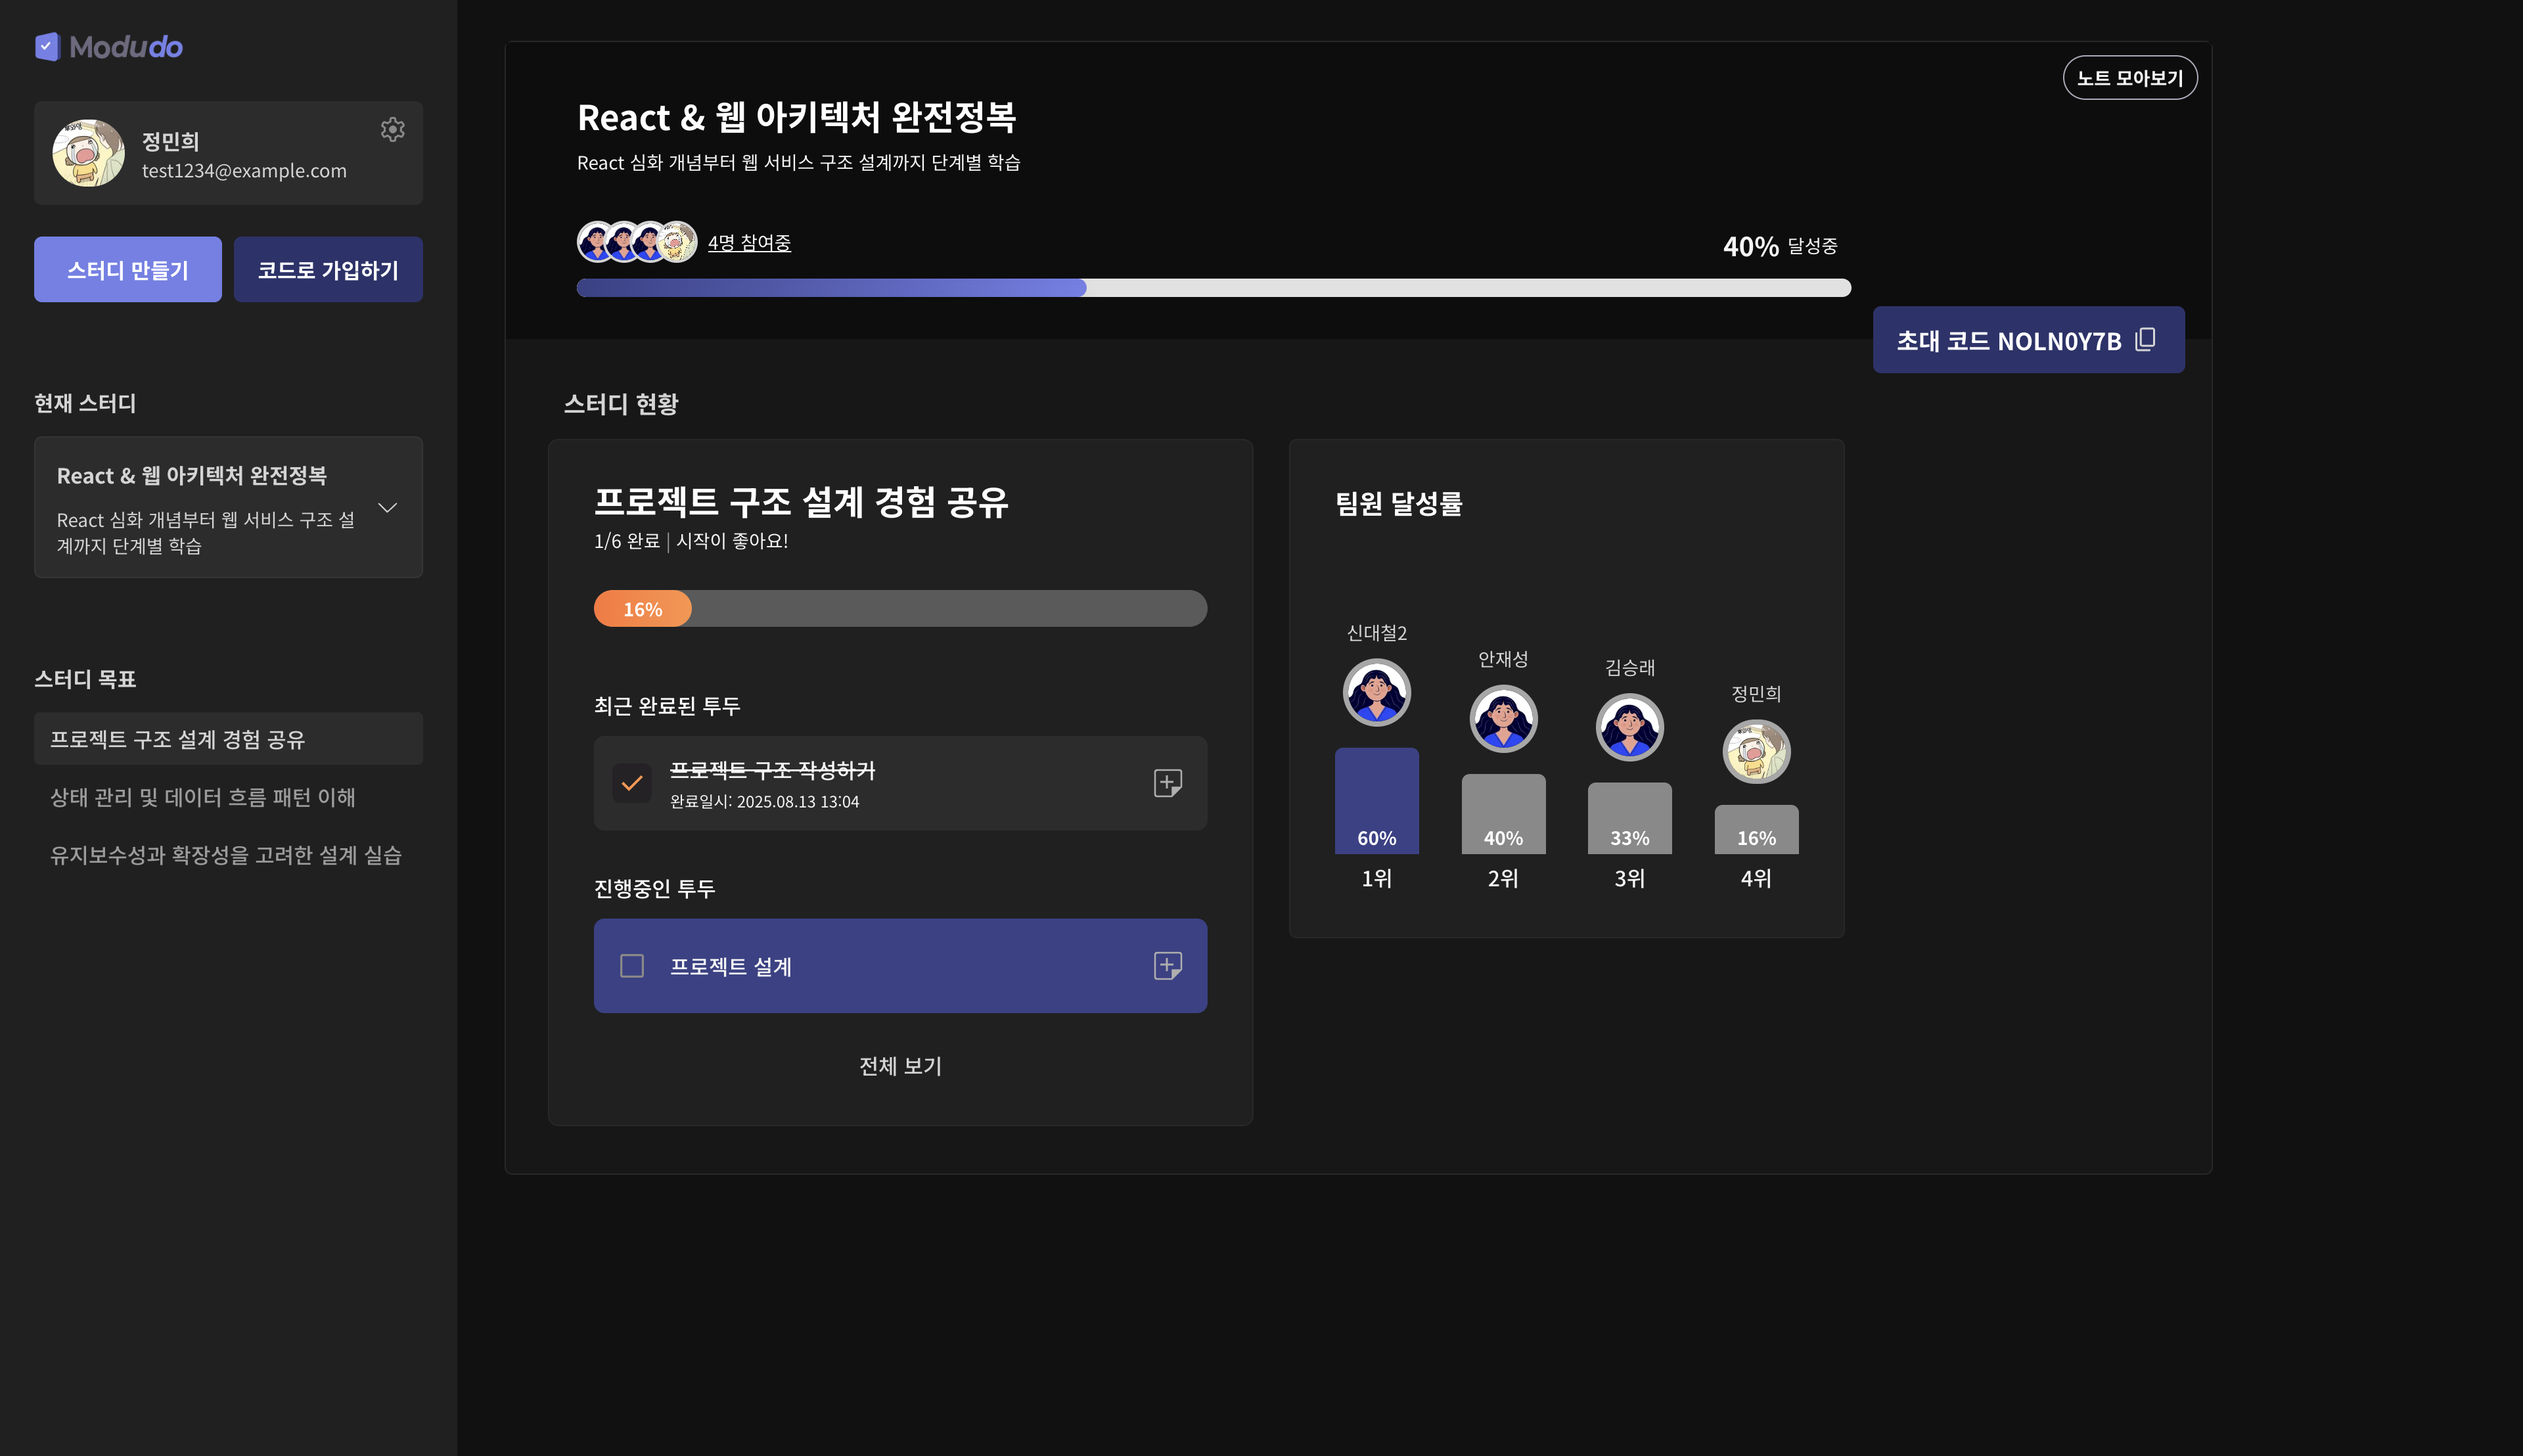 Modudo
정민희
test1234@example.com
스터디 만들기
코드로 가입하기
현재 스터디
React & 웹 아키텍처 완전정복
React 심화 개념부터 웹 서비스 구조 설
계까지 단계별 학습
스터디 목표
프로젝트 구조 설계 경험 공유
상태 관리 및 데이터 흐름 패턴 이해
유지보수성과 확장성을 고려한 설계 실습
노트 모아보기
React & 웹 아키텍처 완전정복
React 심화 개념부터 웹 서비스 구조 설계까지 단계별 학습
4명 참여중
40% 달성중
초대 코드 NOLN0Y7B
스터디 현황
프로젝트 구조 설계 경험 공유
1/6 완료 | 시작이 좋아요!
16%
최근 완료된 투두
프로젝트 구조 작성하기
완료일시: 2025.08.13 13:04
진행중인 투두
프로젝트 설계
전체 보기
팀원 달성률
신대철2
안재성
김승래
정민희
60%
40%
33%
16%
1위
2위
3위
4위